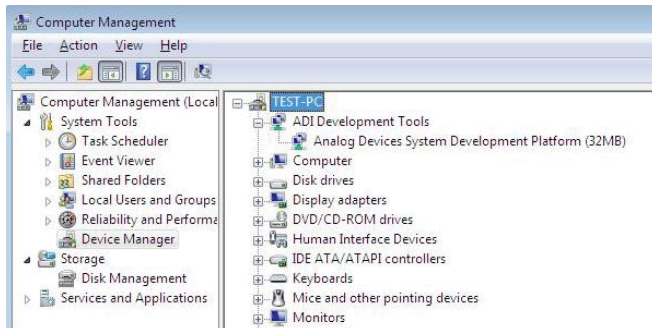 Computer Management
File Action View Help
Computer Management (Local
System Tools
Task Scheduler
Event Viewer
Shared Folders
Local Users and Groups
Reliability and Performa
Device Manager
Storage
Disk Management
Services and Applications
TEST-PC
ADI Development Tools
Analog Devices System Development Platform (32MB)
Computer
Disk drives
Display adapters
DVD/CD-ROM drives
Human Interface Devices
IDE ATA/ATAPI controllers
Keyboards
Mice and other pointing devices
Monitors